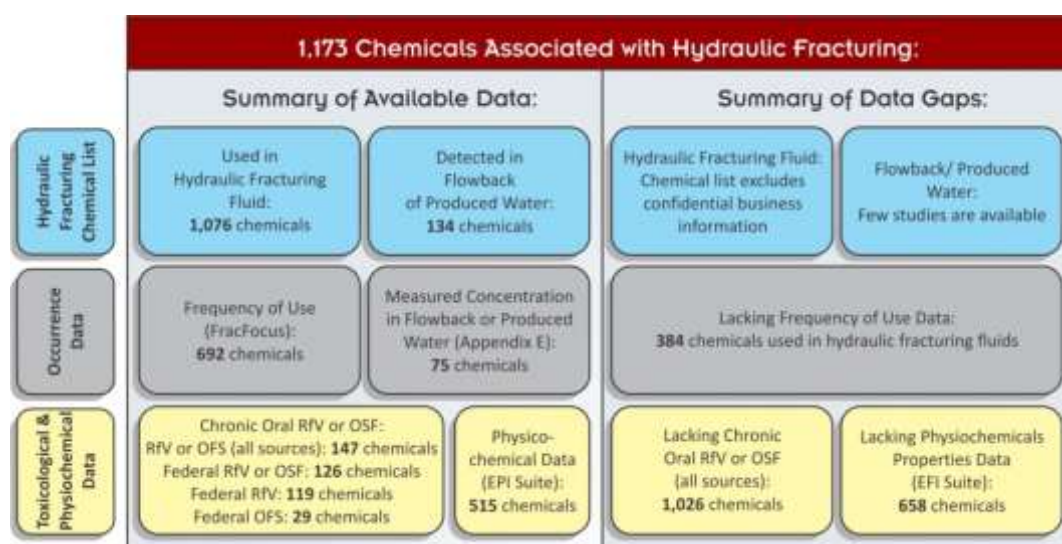 1,173 Chemicals Associated with Hydraulic Fracturing:
Summary of Available Data:
Summary of Data Gaps:
Hydraulic
Fracturing
Chemical List
Used in
Hydraulic Fracturing
Fluid:
1,076 chemicals
Detected in
Flowback
of Produced Water:
134 chemicals
Hydraulic Fracturing Fluid:
Chemical list excludes
confidential business
information
Flowback/ Produced
Water:
Few studies are available
Occurrence
Data
Frequency of Use
(FracFocus):
692 chemicals
Measured Concentration
in Flowback or Produced
Water (Appendix E):
75 chemicals
Lacking Frequency of Use Data:
384 chemicals used in hydraulic fracturing fluids
Toxicological &
Physiochemical
Data
Chronic Oral RfV or OSF:
RfV or OFS (all sources): 147 chemicals
Federal RfV or OSF: 126 chemicals
Federal RfV: 119 chemicals
Federal OFS: 29 chemicals
Physico-
chemical Data
(EPI Suite):
515 chemicals
Lacking Chronic
Oral RfV or OSF
(all sources):
1,026 chemicals
Lacking Physiochemicals
Properties Data
(EFI Suite):
658 chemicals